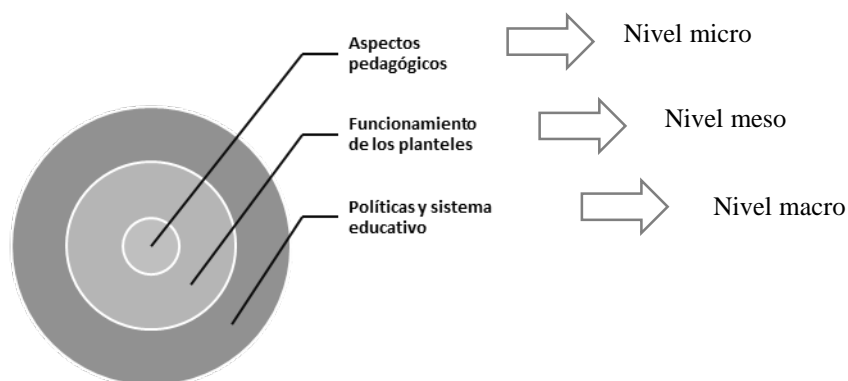 Aspectos
pedagógicos
Nivel micro
Funcionamiento
de los planteles
Nivel meso
Políticas y sistema
educativo
Nivel macro